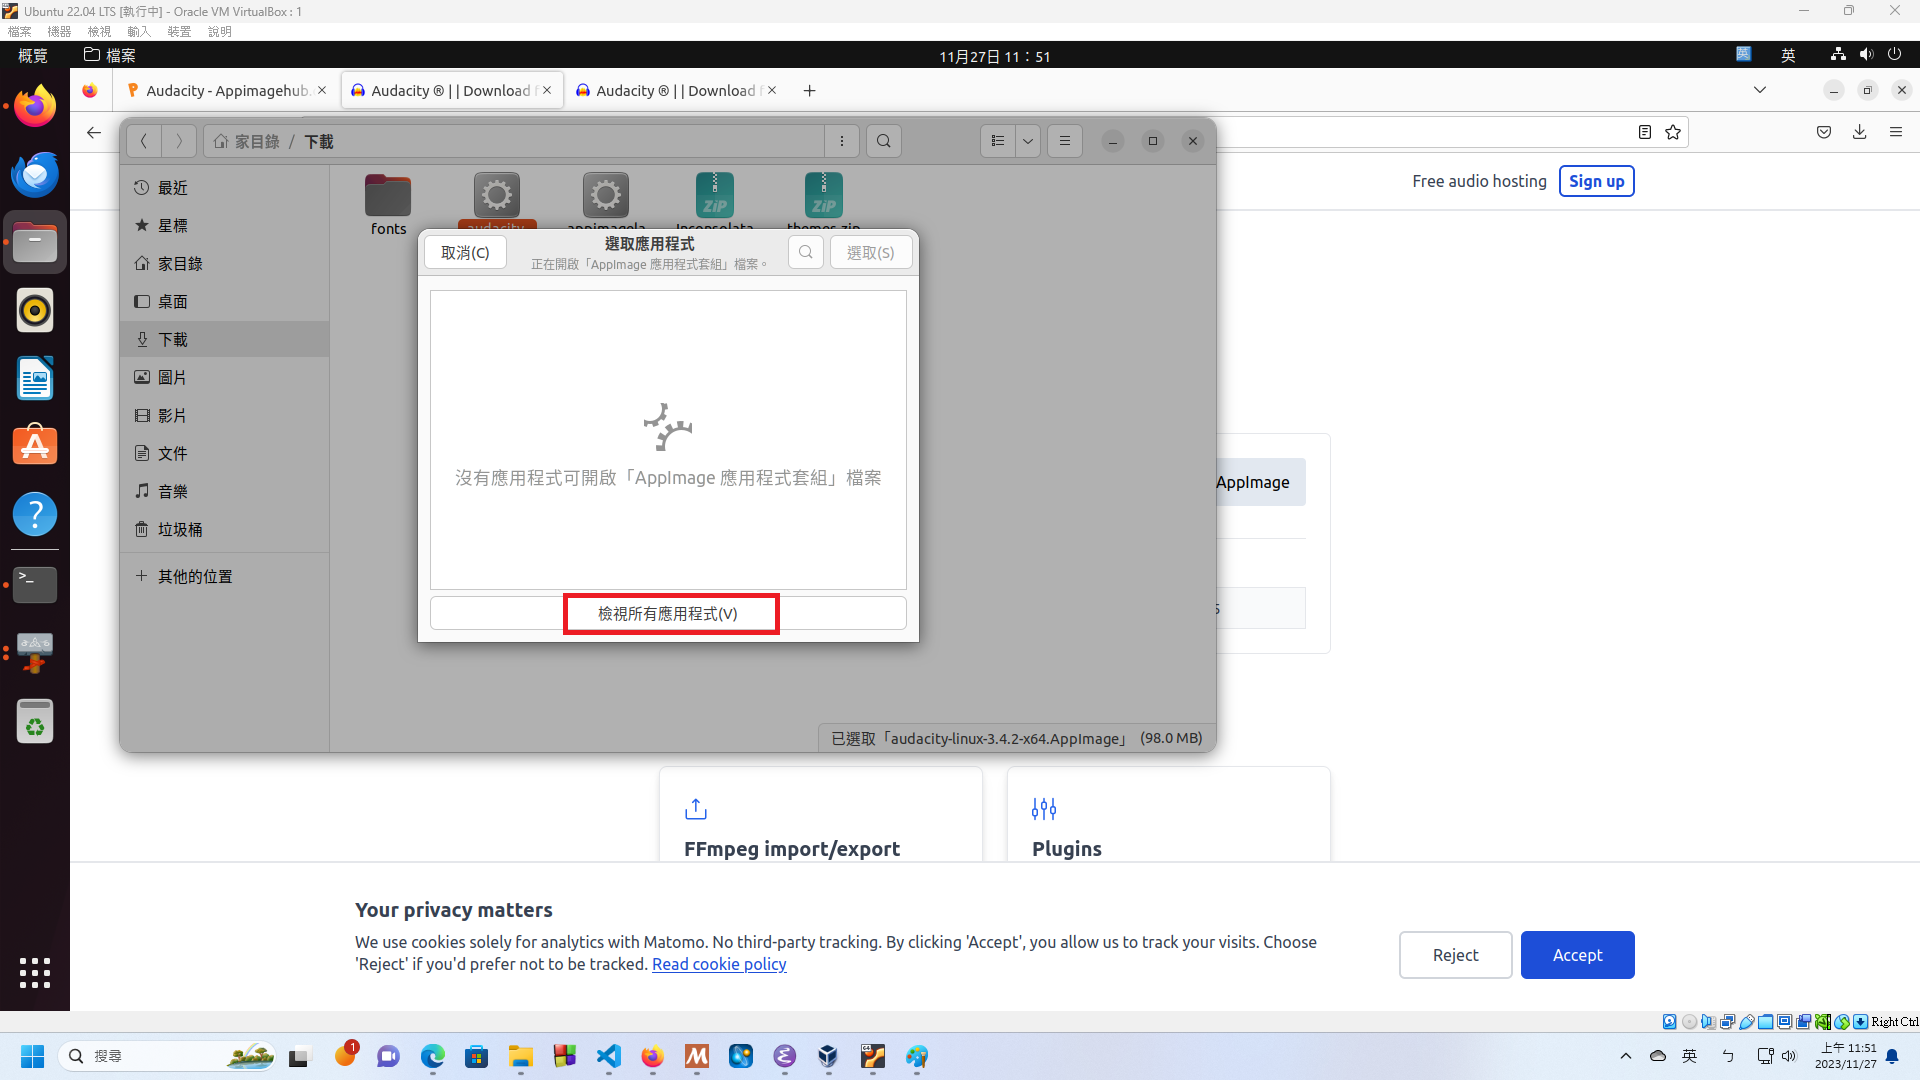 Ubuntu 22.04 LTS [執行中] - Oracle VM VirtualBox : 1
檔案 機器 檢視 輸入 裝置 說明
概覽 檔案 11月27日 11：51 英 英
Audacity - Appimagehub. Audacity ® | | Download f Audacity ® | | Download f
家目錄 / 下載
Free audio hosting Sign up
最近
星標
家目錄
桌面
下載
圖片
影片
文件
音樂
垃圾桶
其他的位置
ZIP ZIP
fonts audacity- appimagela Inconsolata themes.zip
取消(C) 選取應用程式 選取(S)
正在開啟「AppImage 應用程式套組」檔案。
沒有應用程式可開啟「AppImage 應用程式套組」檔案
檢視所有應用程式(V)
AppImage
已選取「audacity-linux-3.4.2-x64.AppImage」 (98.0 MB)
FFmpeg import/export
Plugins
Your privacy matters
We use cookies solely for analytics with Matomo. No third-party tracking. By clicking 'Accept', you allow us to track your visits. Choose
'Reject' if you'd prefer not to be tracked. Read cookie policy
Reject Accept
Right Ctrl
搜尋 1 英 ㄣ 上午 11:51
2023/11/27